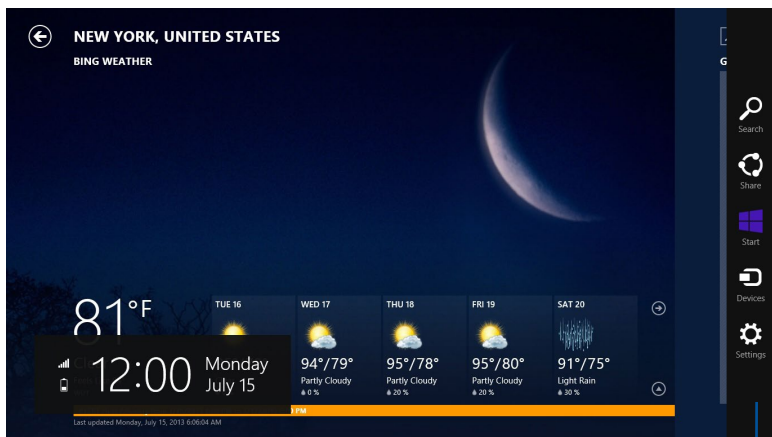 NEW YORK, UNITED STATES
BING WEATHER
G
Search
Share
Start
Devices
Settings
81°F
TUE 16
WED 17
94°/79°
Partly Cloudy
0 %
THU 18
95°/78°
Partly Cloudy
20 %
FRI 19
95°/80°
Partly Cloudy
20 %
SAT 20
91°/75°
Light Rain
30 %
12:00
Monday
July 15
PM
Last updated Monday, July 15, 2013 6:06:04 AM